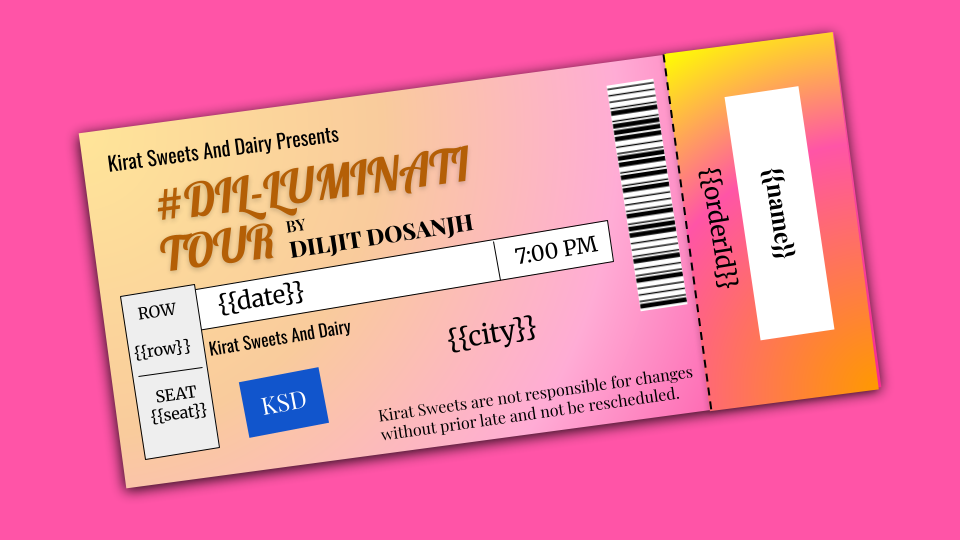 Kirat Sweets And Dairy Presents
#DIL-LUMINATI
TOUR
BY
DILJIT DOSANJH
{{date}}
7:00 PM
ROW
{{row}}
SEAT
{{seat}}
Kirat Sweets And Dairy
KSD
{{city}}
Kirat Sweets are not responsible for changes
without prior late and not be rescheduled.
{{orderId}}
{{name}}